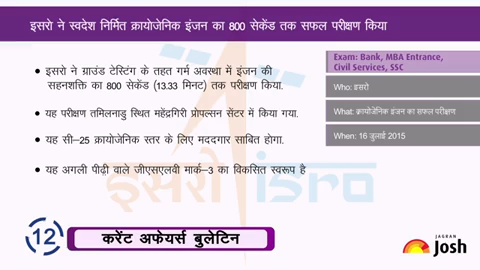 इसरो ने स्वदेश निर्मित क्रायोजेनिक इंजन का 800 सेकेंड तक सफल परीक्षण किया
Exam: Bank, MBA Entrance,
Civil Services, SSC
Who: इसरो
What: क्रायोजेनिक इंजन का सफल परीक्षण
When: 16 जुलाई 2015
• इसरो ने ग्राउंड टेस्टिंग के तहत गर्म अवस्था में इंजन की
सहनशक्ति का 800 सेकेंड (13.33 मिनट) तक परीक्षण किया.
• यह परीक्षण तमिलनाडु स्थित महेंद्रगिरी प्रोपल्सन सेंटर में किया गया.
• यह सी–25 क्रायोजेनिक स्तर के लिए मददगार साबित होगा.
• यह अगली पीढ़ी वाले जीएसएलवी मार्क–3 का विकसित स्वरूप है
इसरो isro
12
करेंट अफेयर्स बुलेटिन
JAGRAN
Josh